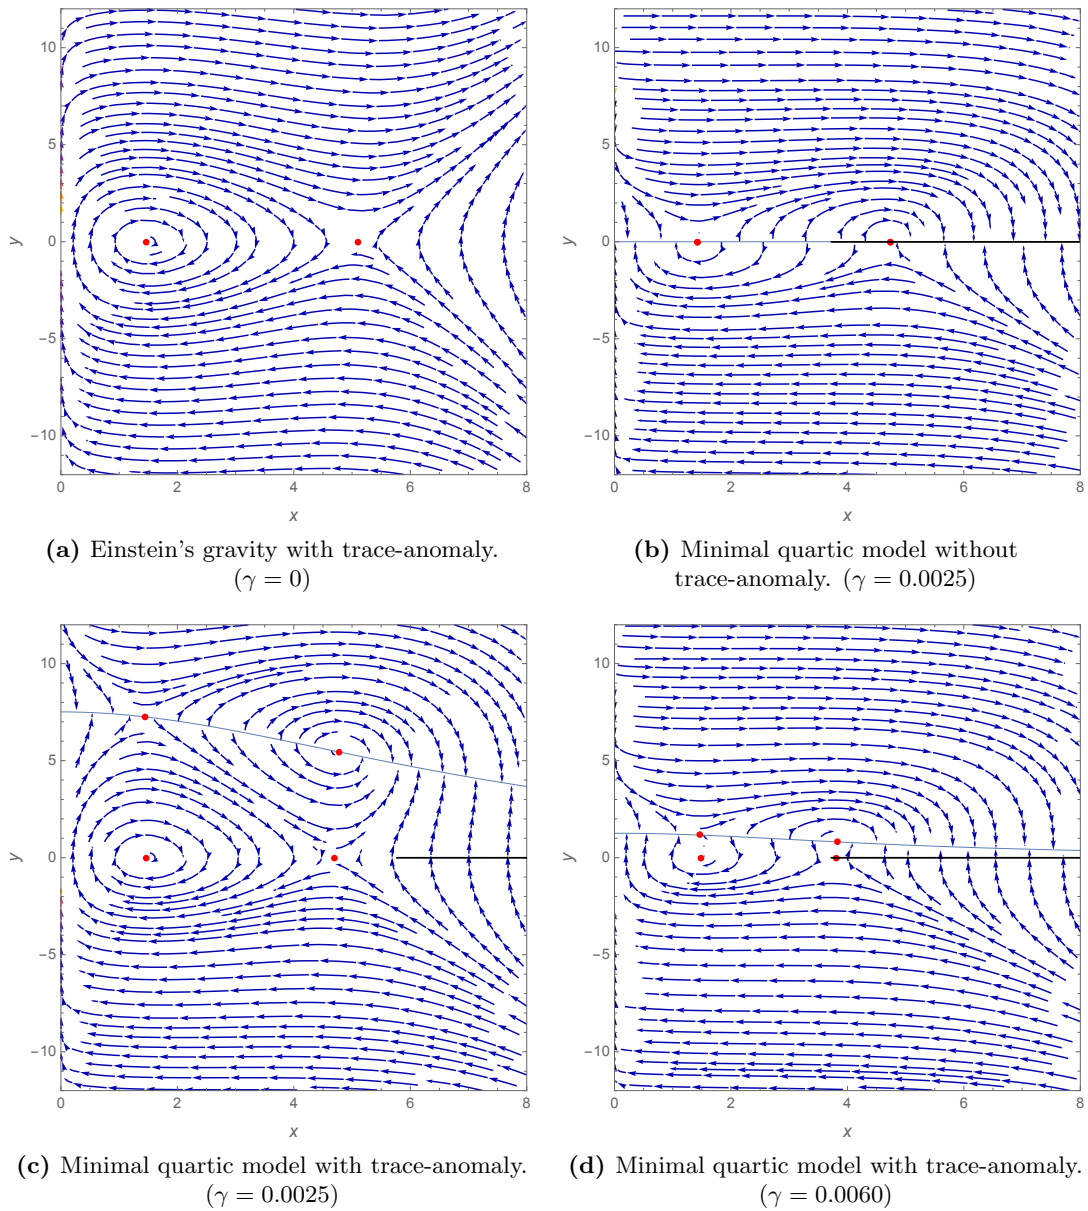 10
5
y
0
−5
−10
0 2 4 6 8
x
(a) Einstein's gravity with trace-anomaly.
(γ = 0)
10
5
y
0
−5
−10
0 2 4 6 8
x
(b) Minimal quartic model without
trace-anomaly. (γ = 0.0025)
10
5
y
0
−5
−10
0 2 4 6 8
x
(c) Minimal quartic model with trace-anomaly.
(γ = 0.0025)
10
5
y
0
−5
−10
0 2 4 6 8
x
(d) Minimal quartic model with trace-anomaly.
(γ = 0.0060)